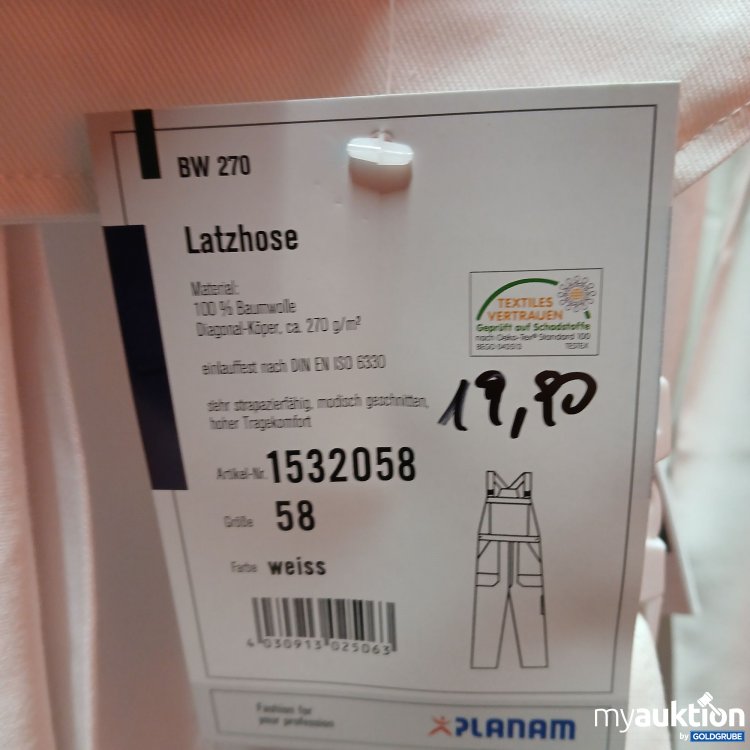 BW 270
Latzhose
Material:
100 % Baumwolle
Diagonal-Köper, ca. 270 g/m²
einlauffest nach DIN EN ISO 6330
sehr strapazierfähig, modisch geschnitten,
hoher Tragekomfort
TEXTILES
VERTRAUEN
Geprüft auf Schadstoffe
nach Oeko-Tex® Standard 100
TESTEX
19,90
Artikel-Nr. 1532058
Größe 58
Farbe weiss
4 030913 025063
Fashion for
your profession
PLANAM
myauktion
by GOLDGRUBE